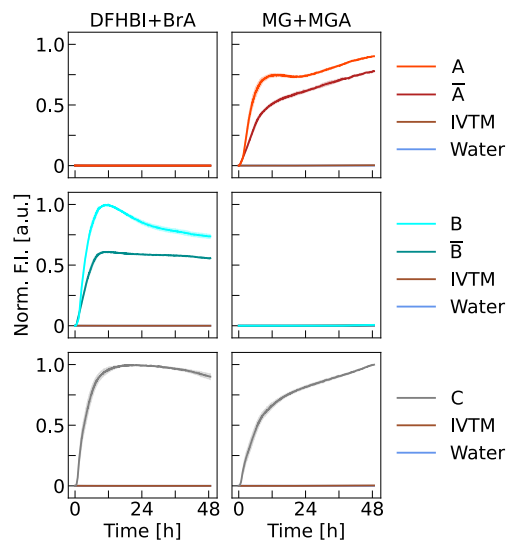 DFHBI+BrA MG+MGA
1.0
0.5
0
A
A̅
IVTM
Water
Norm. F.I. [a.u.]
1.0
0.5
0
B
B̅
IVTM
Water
1.0
0.5
0
C
IVTM
Water
0 24 48 0 24 48
Time [h] Time [h]